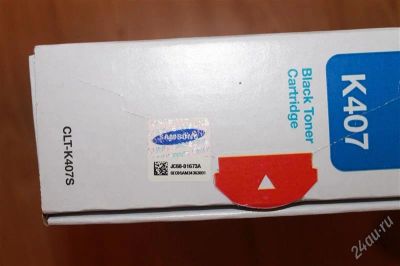 K407
Black Toner
Cartridge
CLT-K407S
SAMSUNG
JC68-01673A
24au.ru